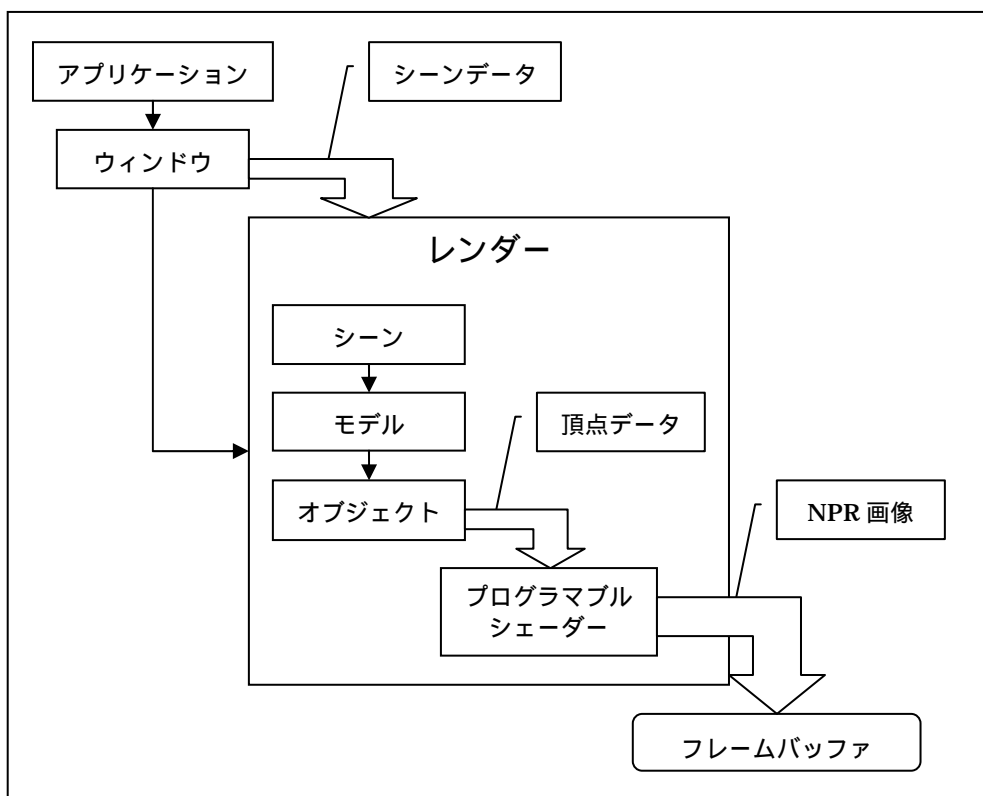 アプリケーション
シーンデータ
ウィンドウ
レンダー
シーン
モデル
頂点データ
オブジェクト
NPR 画像
プログラマブル
シェーダー
フレームバッファ